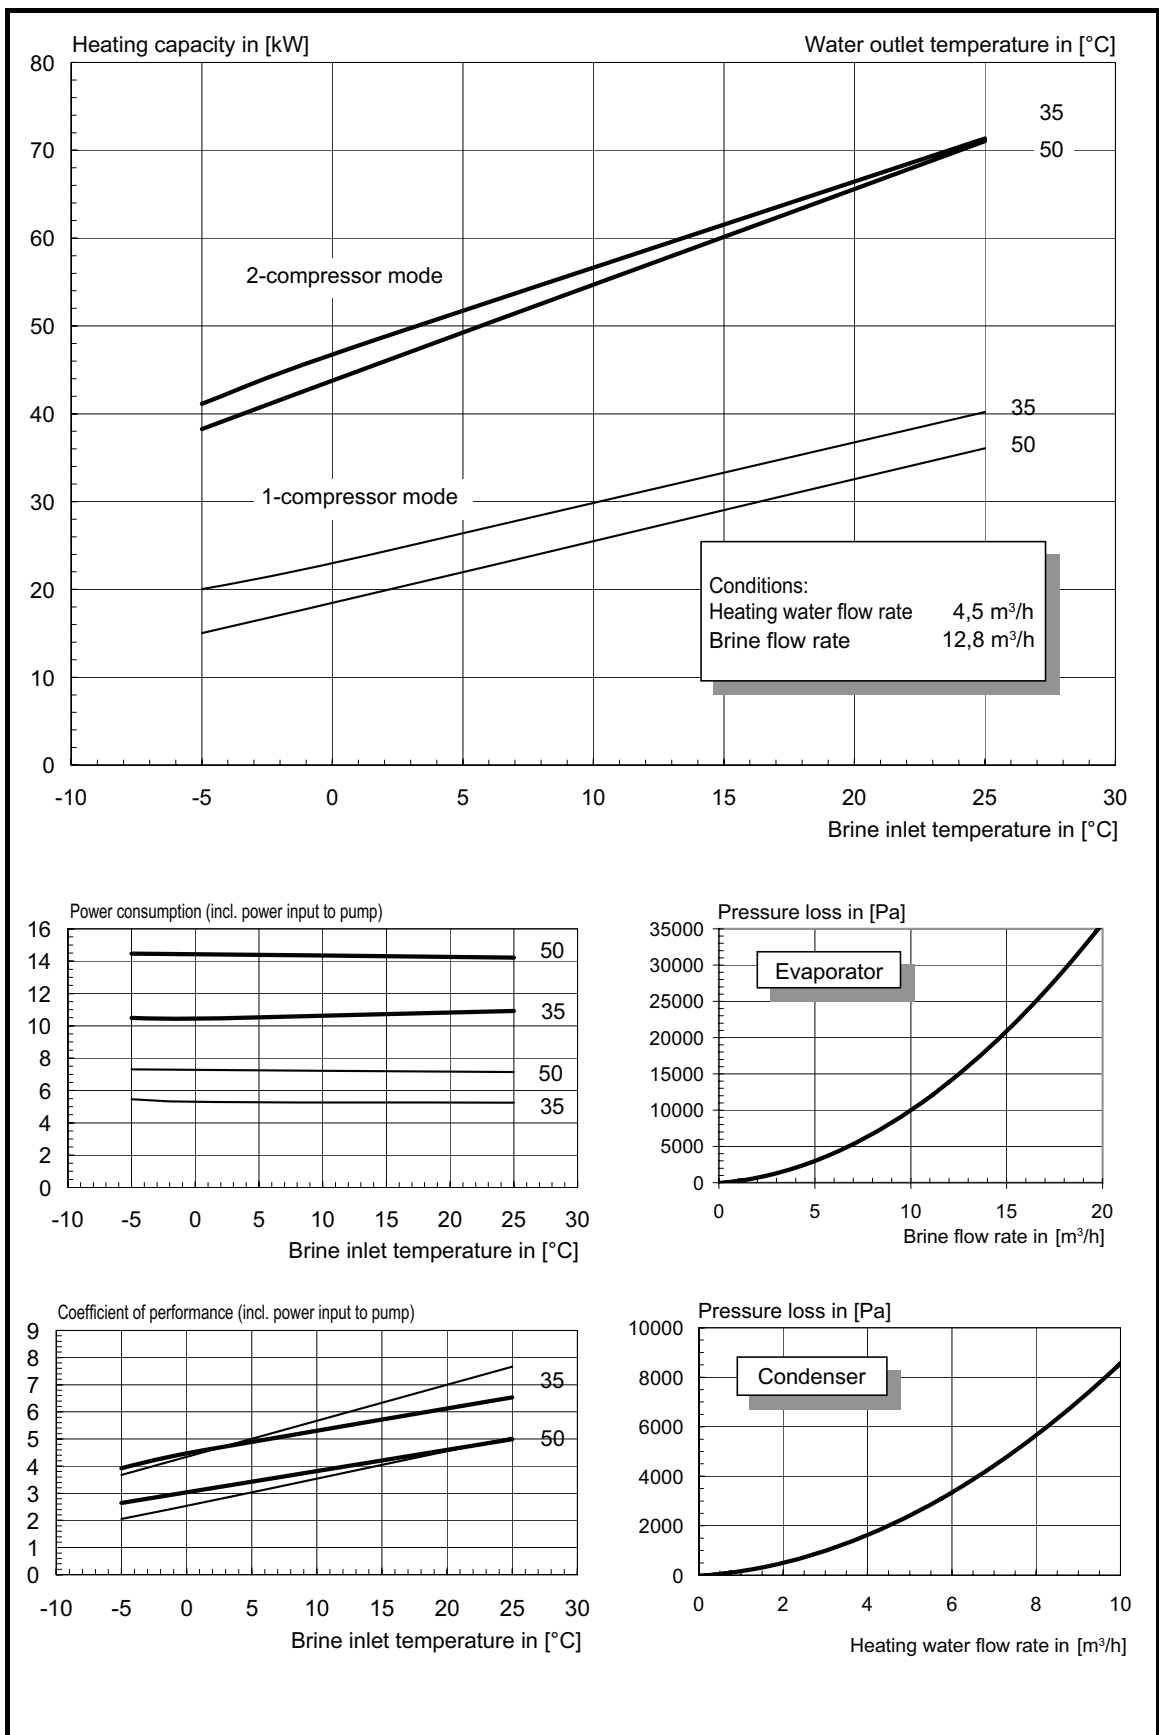 Heating capacity in [kW] Water outlet temperature in [°C]
80
70
60
50
40
30
20
10
0
35
50
2-compressor mode
35
50
1-compressor mode
Conditions:
Heating water flow rate 4,5 m³/h
Brine flow rate 12,8 m³/h
-10 -5 0 5 10 15 20 25 30
Brine inlet temperature in [°C]
Power consumption (incl. power input to pump)
16
14
12
10
8
6
4
2
0
50
35
50
35
-10 -5 0 5 10 15 20 25 30
Brine inlet temperature in [°C]
Pressure loss in [Pa]
35000
30000
25000
20000
15000
10000
5000
0
Evaporator
0 5 10 15 20
Brine flow rate in [m³/h]
Coefficient of performance (incl. power input to pump)
9
8
7
6
5
4
3
2
1
0
35
50
-10 -5 0 5 10 15 20 25 30
Brine inlet temperature in [°C]
Pressure loss in [Pa]
10000
8000
6000
4000
2000
0
Condenser
0 2 4 6 8 10
Heating water flow rate in [m³/h]